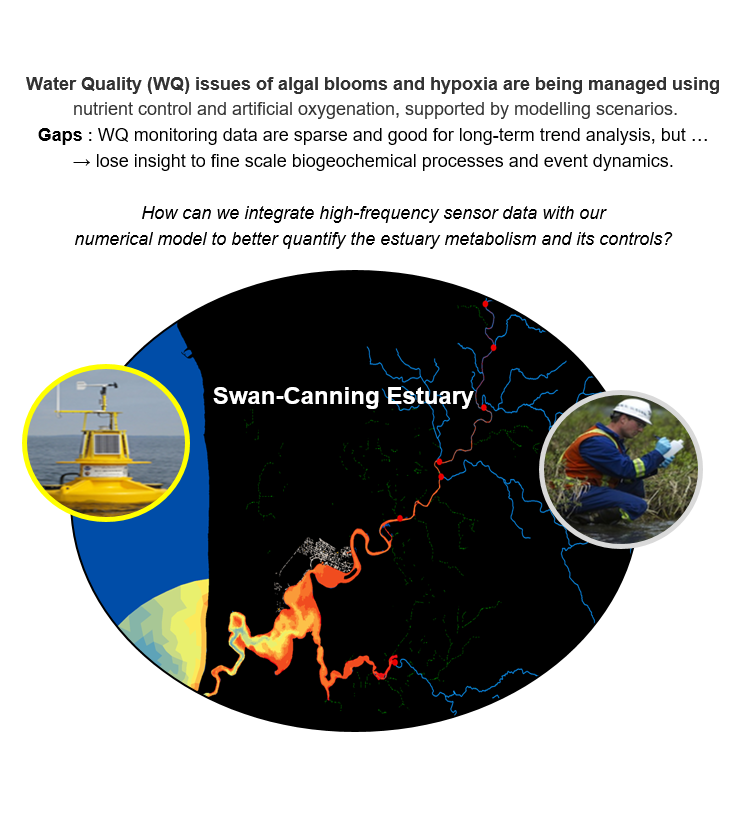 Water Quality (WQ) issues of algal blooms and hypoxia are being managed using
nutrient control and artificial oxygenation, supported by modelling scenarios.
Gaps : WQ monitoring data are sparse and good for long-term trend analysis, but …
→ lose insight to fine scale biogeochemical processes and event dynamics.
How can we integrate high-frequency sensor data with our
numerical model to better quantify the estuary metabolism and its controls?
Swan-Canning Estuary